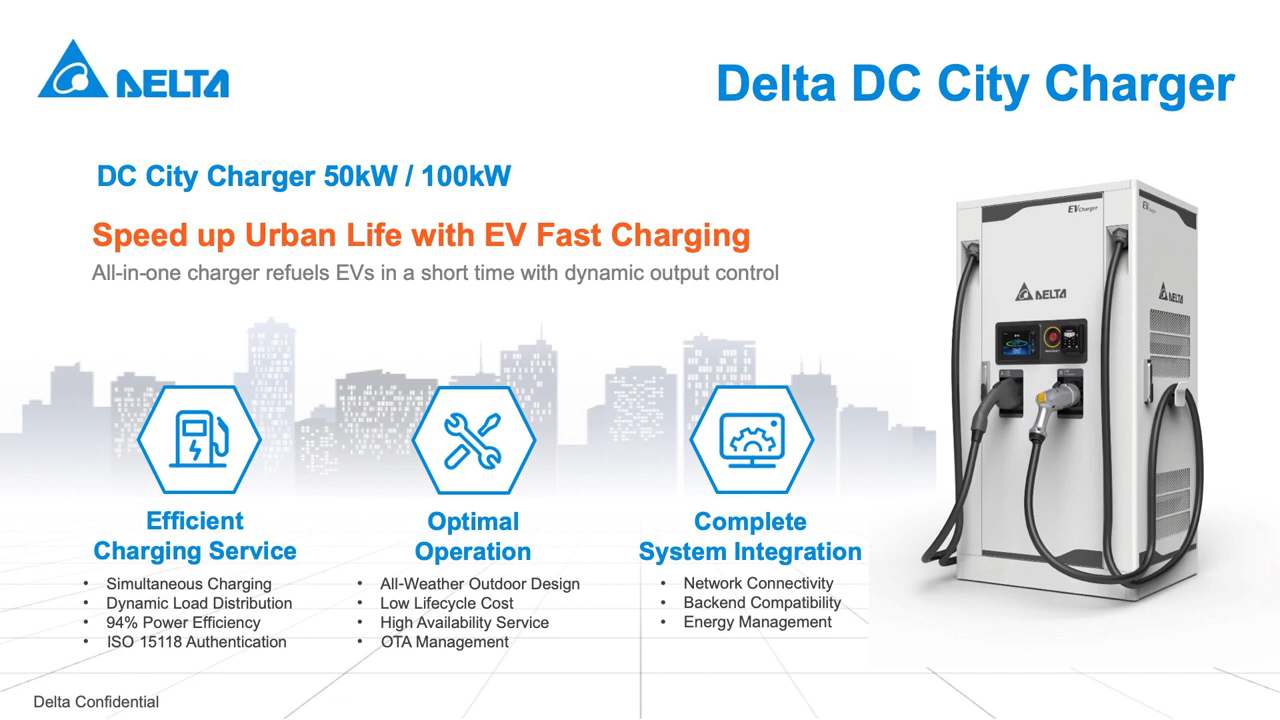 DELTA
Delta DC City Charger
DC City Charger 50kW / 100kW
Speed up Urban Life with EV Fast Charging
All-in-one charger refuels EVs in a short time with dynamic output control
EV Charger
EV Charger
DELTA
DELTA
Efficient
Charging Service
• Simultaneous Charging
• Dynamic Load Distribution
• 94% Power Efficiency
• ISO 15118 Authentication
Optimal
Operation
• All-Weather Outdoor Design
• Low Lifecycle Cost
• High Availability Service
• OTA Management
Complete
System Integration
• Network Connectivity
• Backend Compatibility
• Energy Management
Delta Confidential